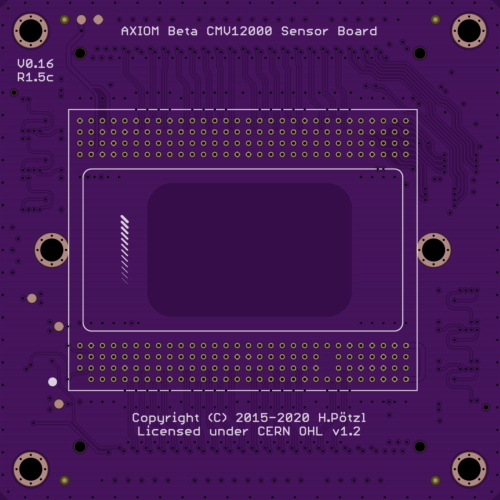 AXIOM Beta CMV12000 Sensor Board
V0.16
R1.5c
Copyright (C) 2015-2020 H.Pötzl
Licensed under CERN OHL v1.2